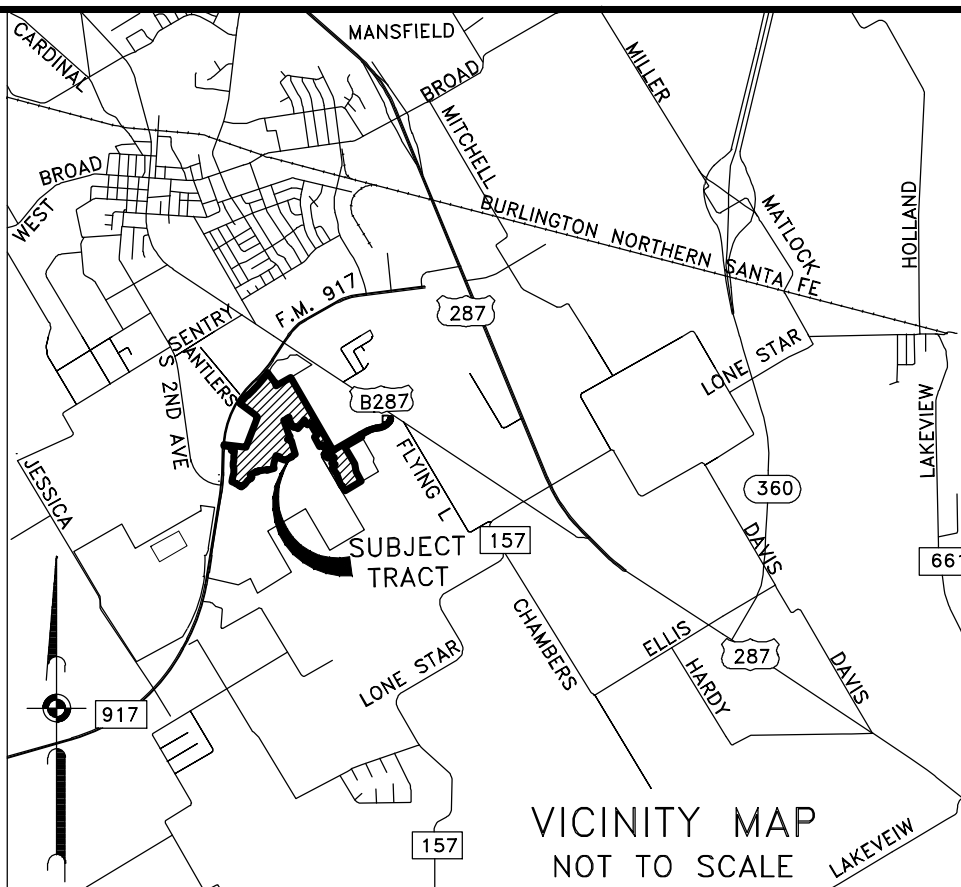 CARDINAL
MANSFIELD
BROAD
MILLER
MITCHELL
BROAD
WEST
BURLINGTON NORTHERN SANTA FE
MATLOCK
HOLLAND
F.M. 917
287
SENTRY
ANTLERS
S 2ND AVE
LONE STAR
B287
LAKEVIEW
JESSICA
FLYING L
360
157
SUBJECT
TRACT
DAVIS
661
CHAMBERS
ELLIS
287
HARDY
DAVIS
LONE STAR
917
157
VICINITY MAP
NOT TO SCALE
LAKEVEIW